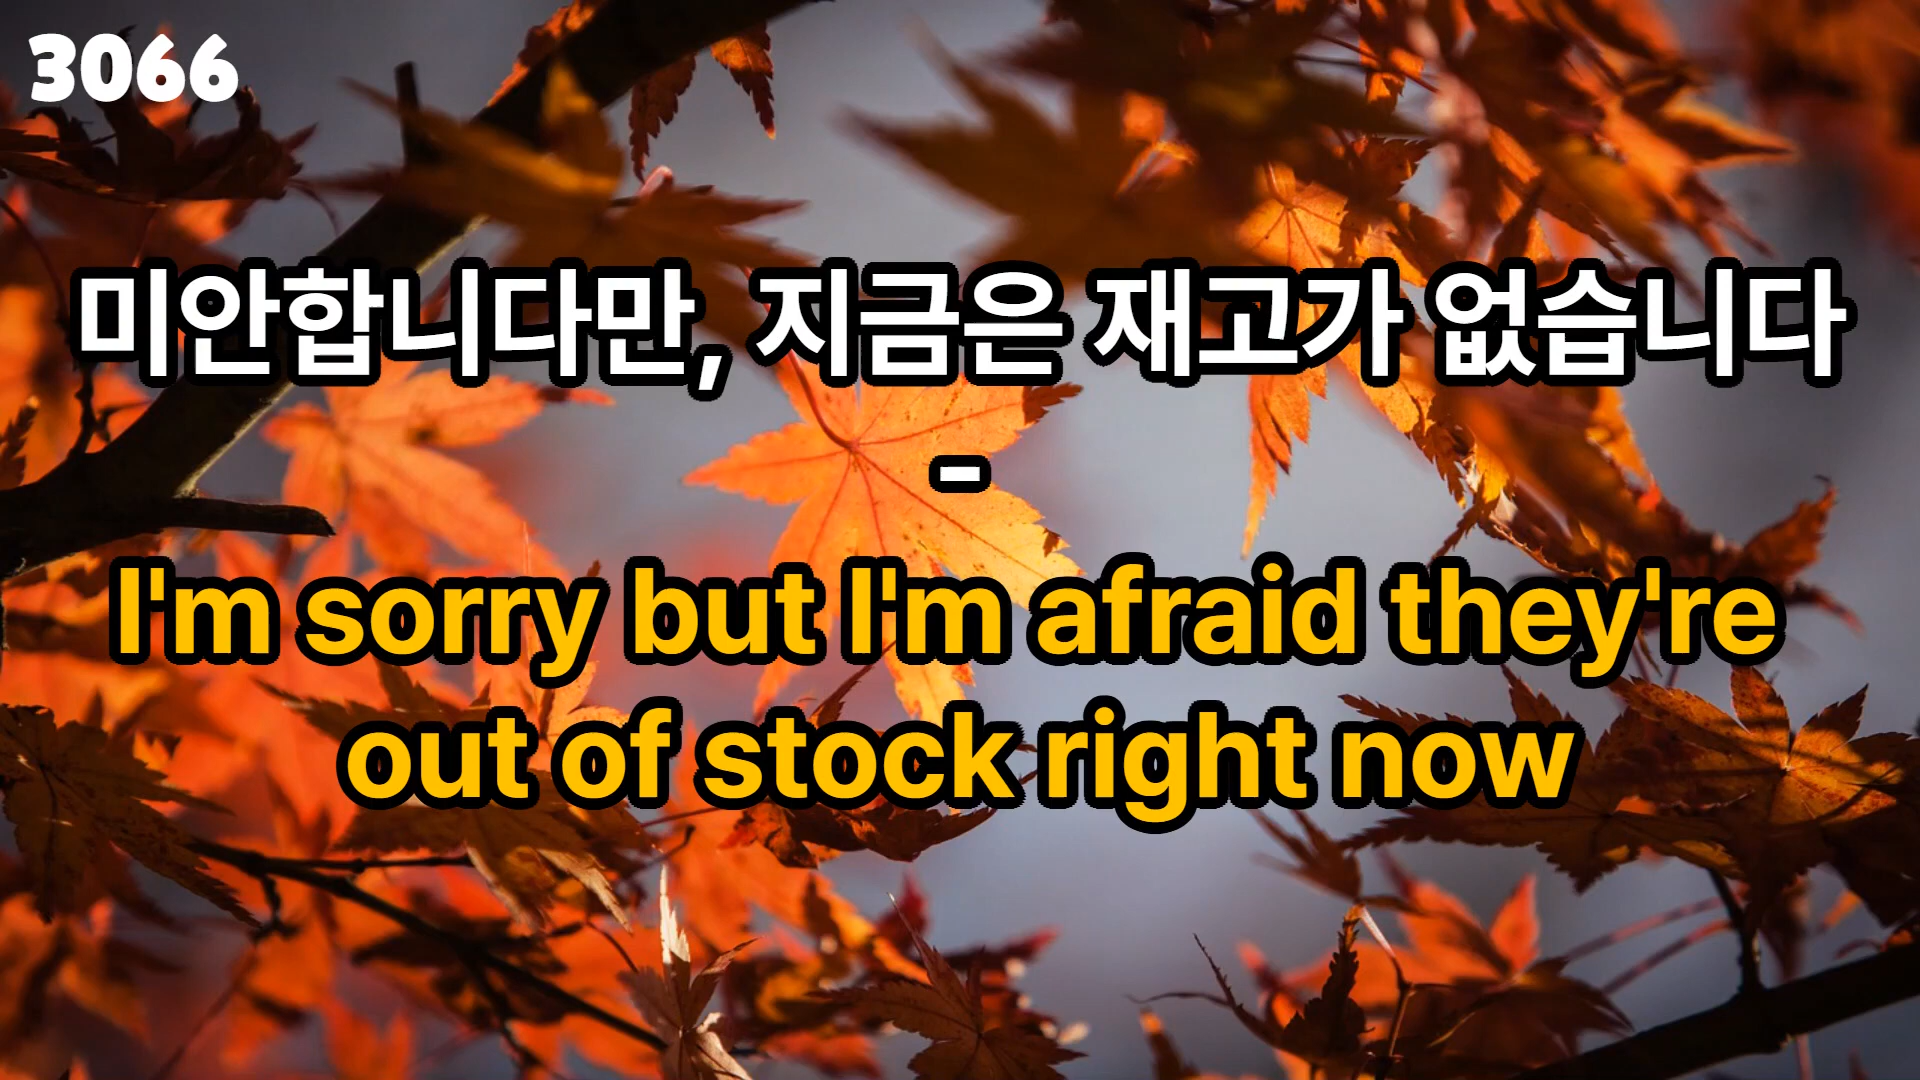 3066
미안합니다만, 지금은 재고가 없습니다
-
I'm sorry but I'm afraid they're
out of stock right now